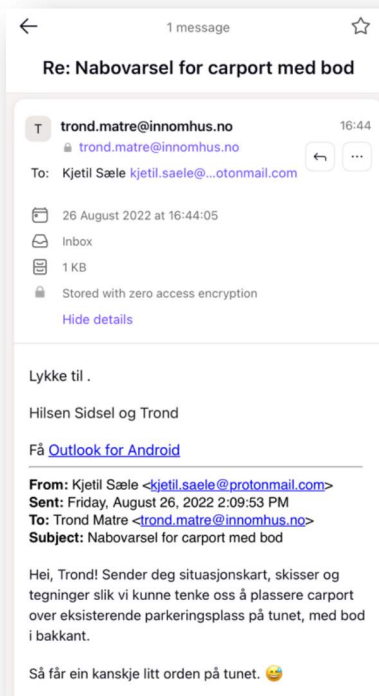 1 message
Re: Nabovarsel for carport med bod
T
trond.matre@innomhus.no
16:44
trond.matre@innomhus.no
To: Kjetil Sæle kjetil.saele@...otonmail.com
26 August 2022 at 16:44:05
Inbox
1 KB
Stored with zero access encryption
Hide details
Lykke til .
Hilsen Sidsel og Trond
Få Outlook for Android
From: Kjetil Sæle <kjetil.saele@protonmail.com>
Sent: Friday, August 26, 2022 2:09:53 PM
To: Trond Matre <trond.matre@innomhus.no>
Subject: Nabovarsel for carport med bod
Hei, Trond! Sender deg situasjonskart, skisser og
tegninger slik vi kunne tenke oss å plassere carport
over eksisterende parkeringsplass på tunet, med bod
i bakkant.
Så får ein kanskje litt orden på tunet. 😅